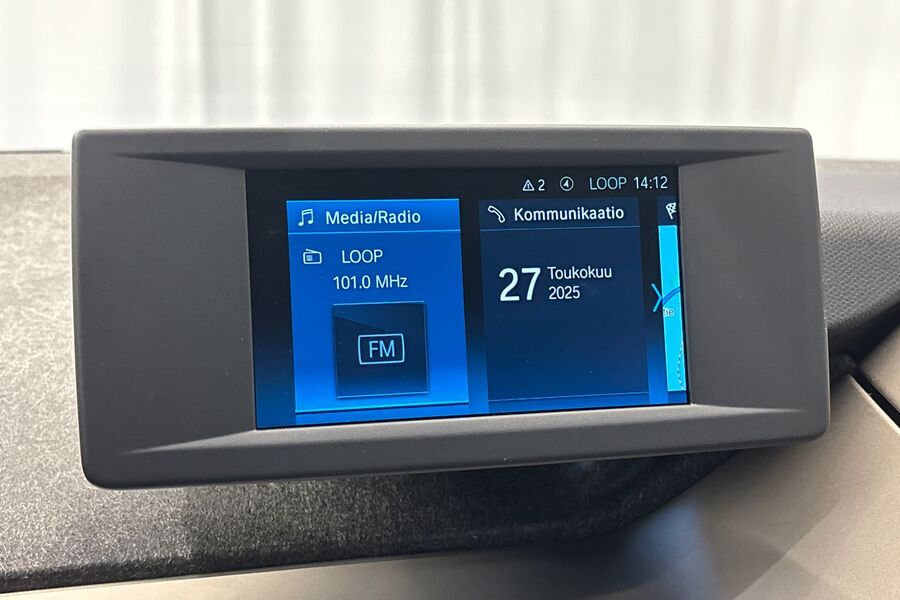 2 LOOP 14:12
Media/Radio
LOOP
101.0 MHz
FM
Kommunikaatio
27 Toukokuu
2025